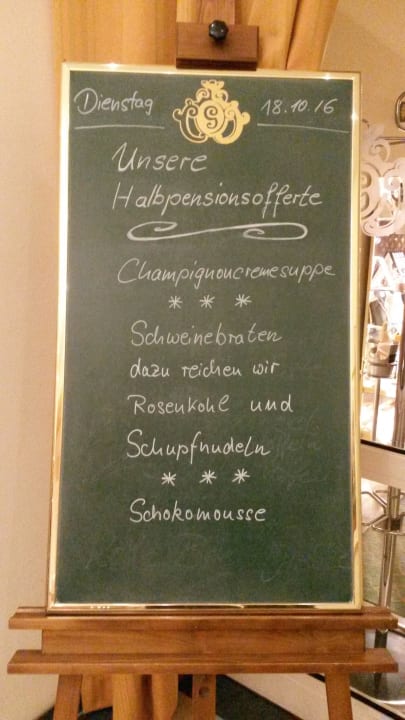 Dienstag 18.10.16
Unsere
Halbpensionsofferte
Champignoncremesuppe
* * *
Schweinebraten
dazu reichen wir
Rosenkohl und
Schupfnudeln
* * *
Schokomousse